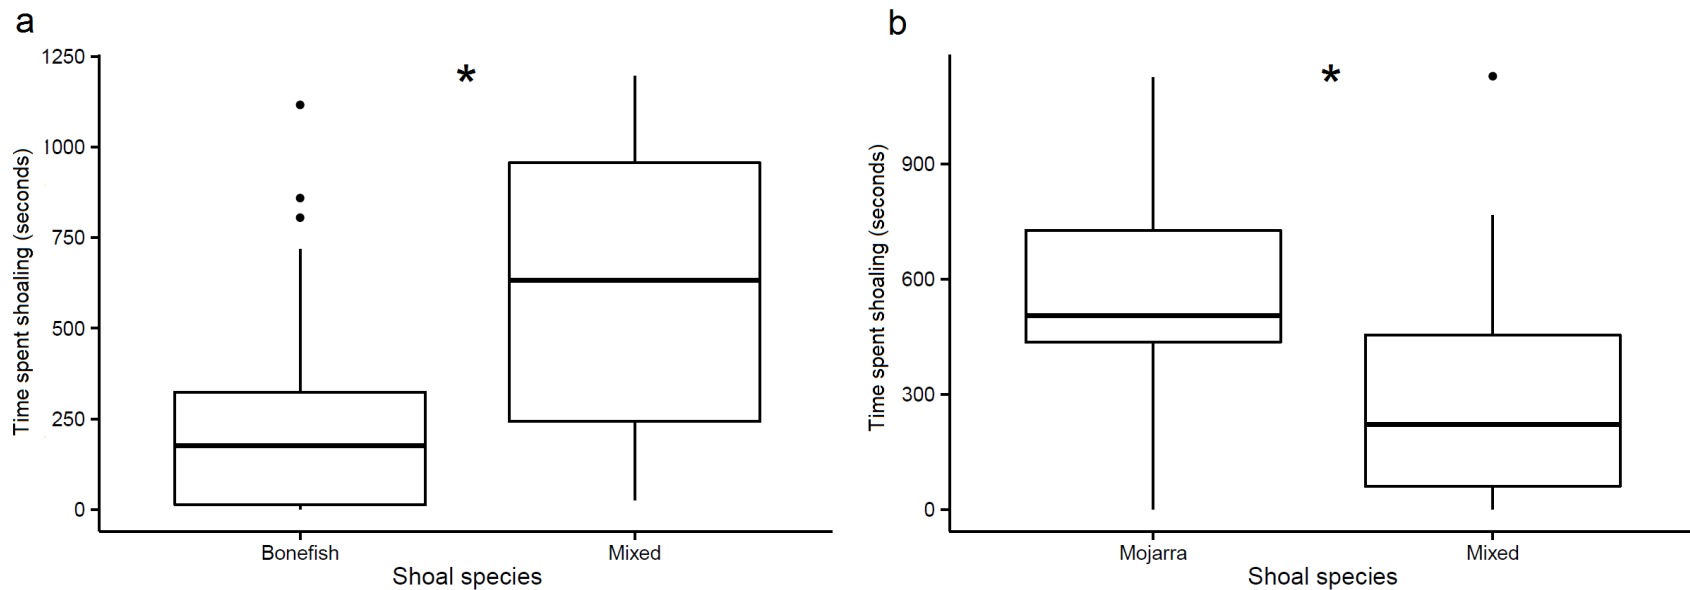 a
1250
1000
750
500
250
0
Time spent shoaling (seconds)
*
Bonefish
Mixed
Shoal species
b
900
600
300
0
Time spent shoaling (seconds)
*
Mojarra
Mixed
Shoal species